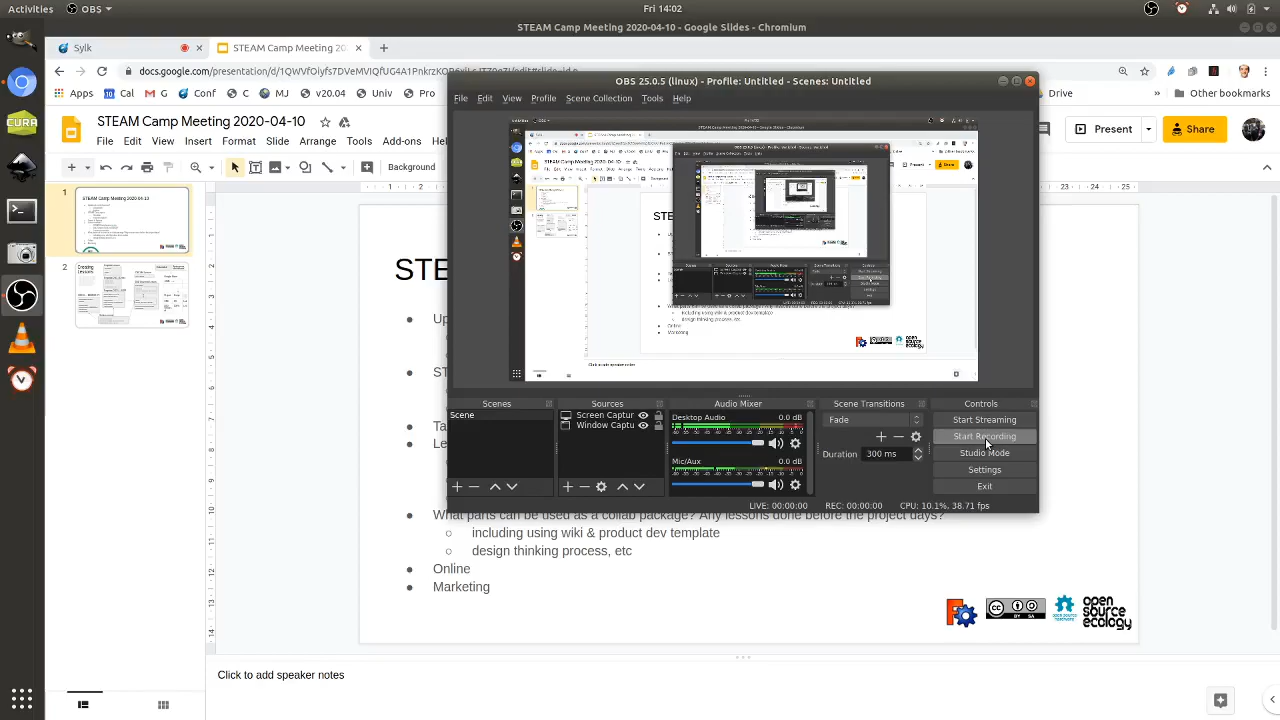 Activities OBS Fri 14:02
STEAM Camp Meeting 2020-04-10 - Google Slides - Chromium
Sylk STEAM Camp Meeting 20
OBS 25.0.5 (linux) - Profile: Untitled - Scenes: Untitled
Apps Cal G Conf C MJ v20.04 Univ Pro Drive » Other bookmarks
File Edit View Profile Scene Collection Tools Help
STEAM Camp Meeting 2020-04-10
Present Share
File Edit View Insert Format Slide Arrange Tools Add-ons
Background
CURA
1
2
STE
Up
ST
Ta
Le
Scenes Sources Audio Mixer Scene Transitions Controls
Scene
Screen Captur
Window Captu
Desktop Audio 0.0 dB
Mic/Aux 0.0 dB
Fade
Duration 300 ms
Start Streaming
Start Recording
Studio Mode
Settings
Exit
LIVE: 00:00:00 REC: 00:00:00 CPU: 10.1%, 38.71 fps
What parts can be used as a collab package? Any lessons done before the project days?
including using wiki & product dev template
design thinking process, etc
Online
Marketing
open source ecology
Click to add speaker notes